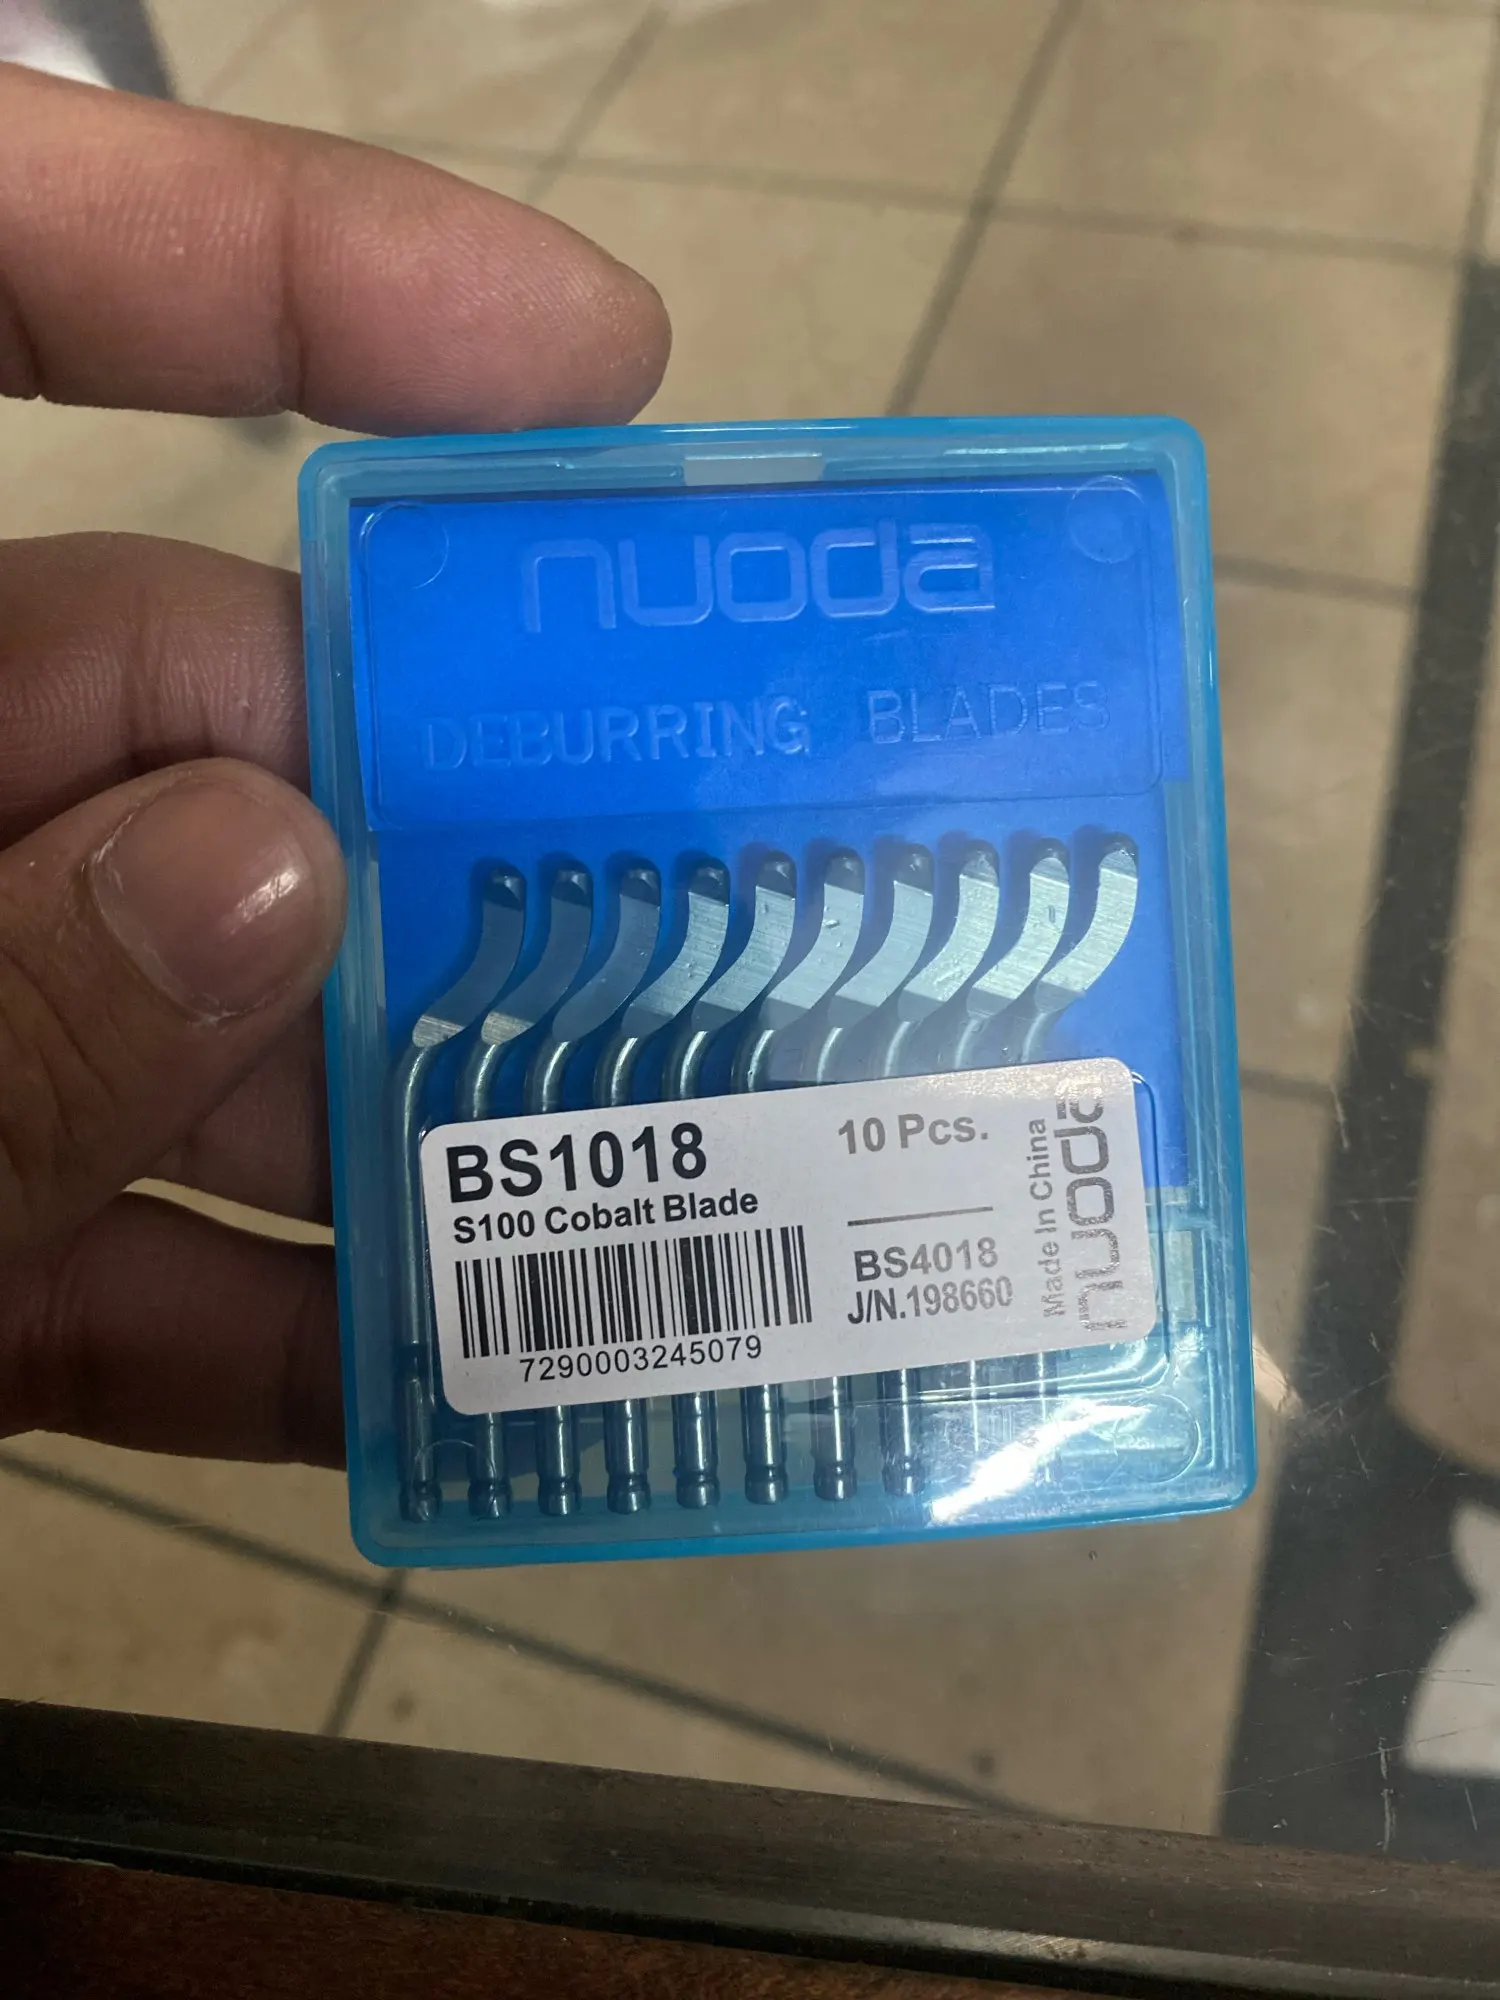 nuoda
DEBURRING BLADES
BS1018
S100 Cobalt Blade
7290003245079
10 Pcs.
BS4018
J/N.198660
Made In China
nuoda